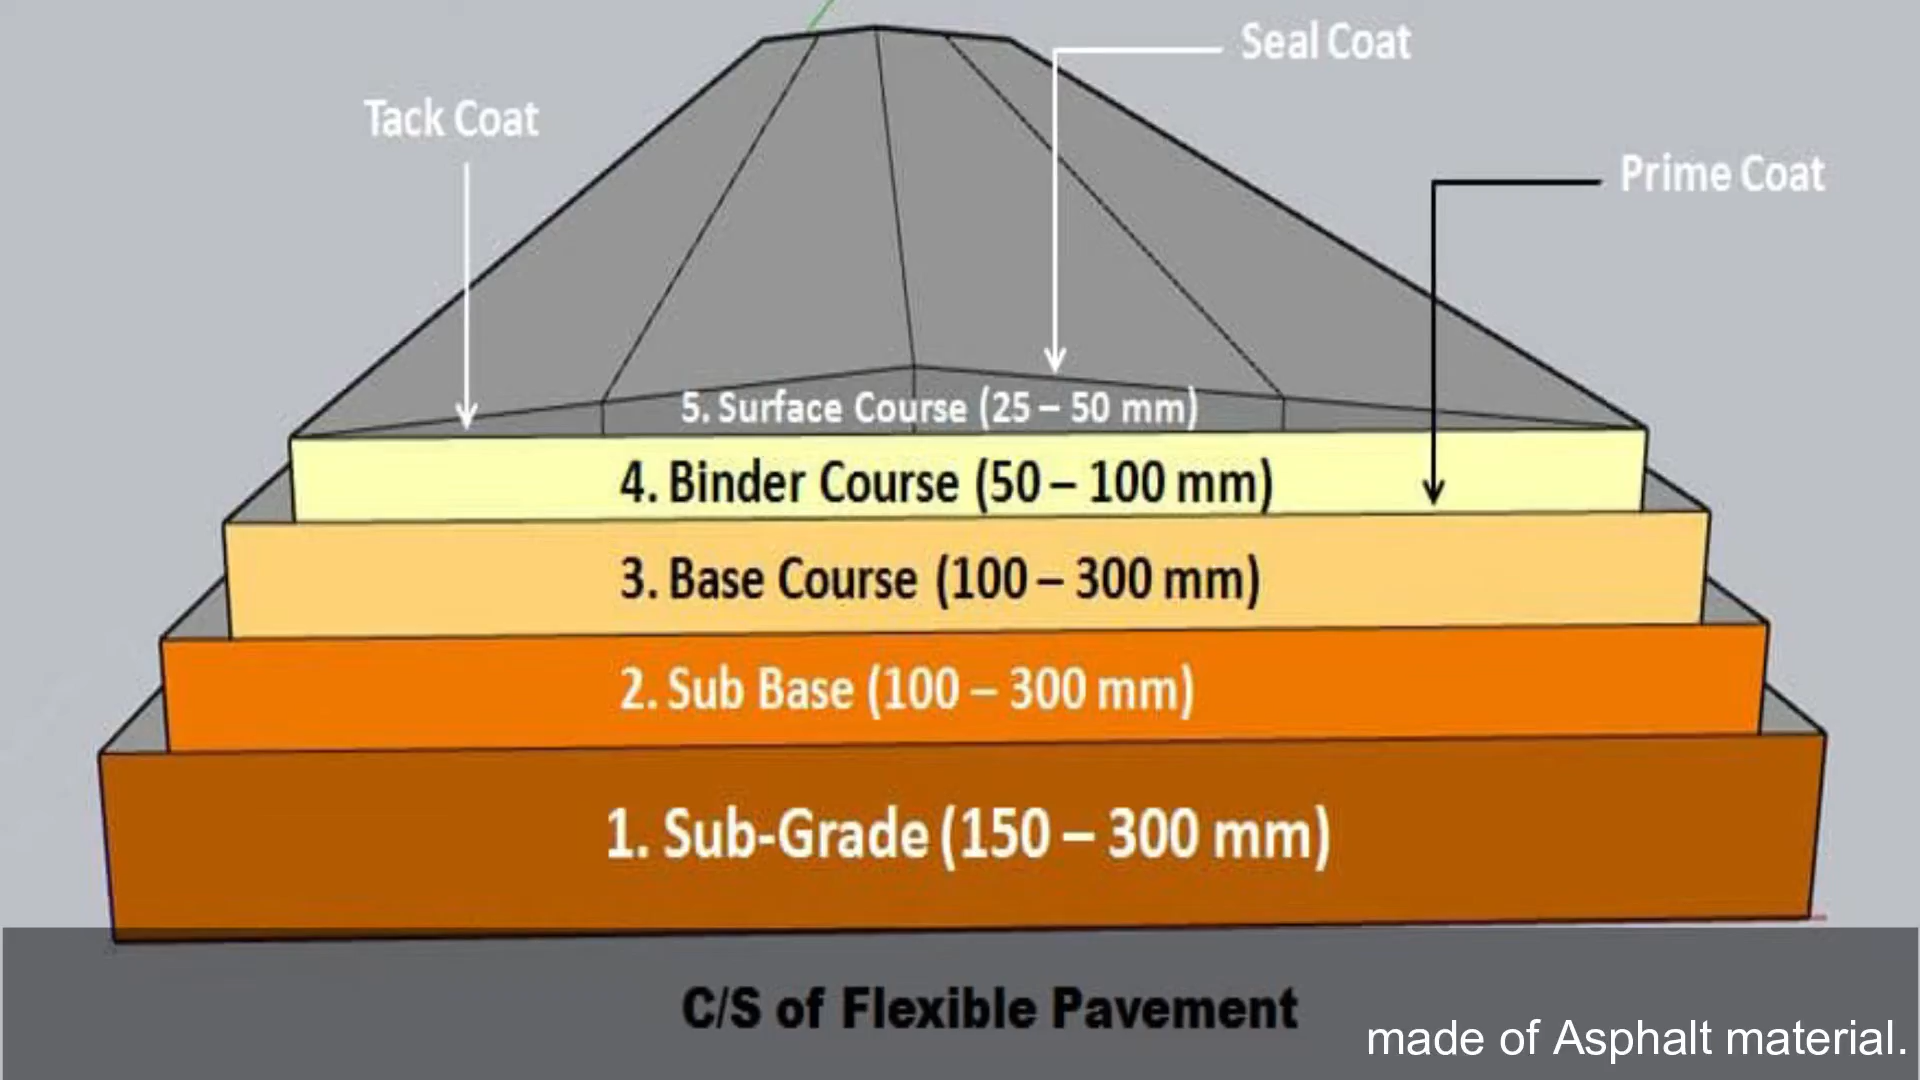 Seal Coat
Tack Coat
Prime Coat
5. Surface Course (25 – 50 mm)
4. Binder Course (50 – 100 mm)
3. Base Course (100 – 300 mm)
2. Sub Base (100 – 300 mm)
1. Sub-Grade (150 – 300 mm)
C/S of Flexible Pavement
made of Asphalt material.